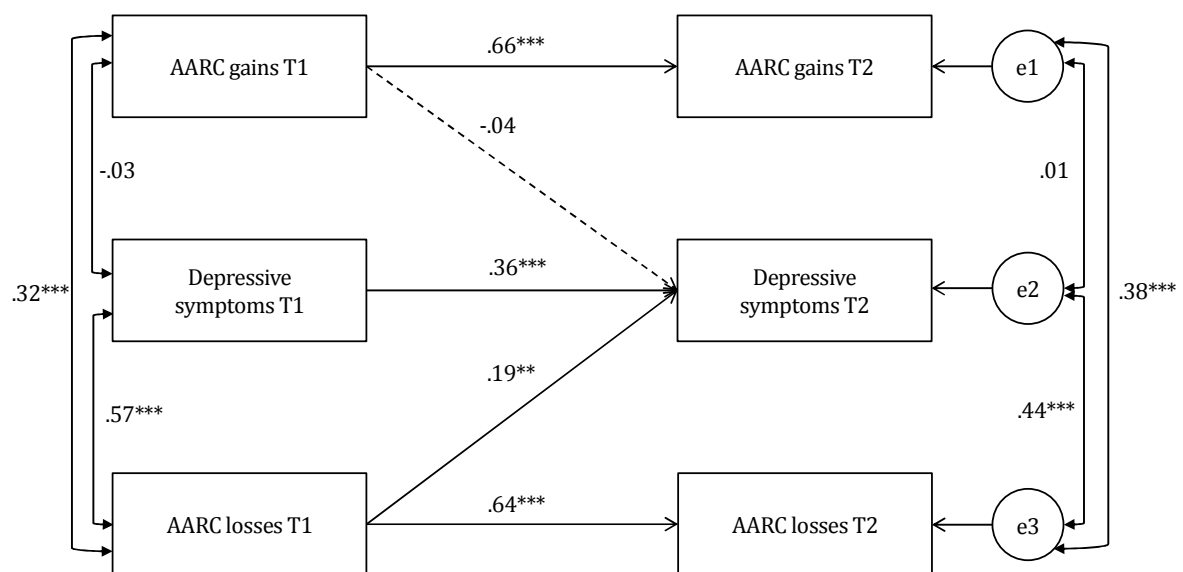 .66***
AARC gains T1
AARC gains T2
e1
-.04
-.03
.01
.36***
Depressive
symptoms T1
Depressive
symptoms T2
e2
.32***
.38***
.19**
.57***
.44***
.64***
AARC losses T1
AARC losses T2
e3